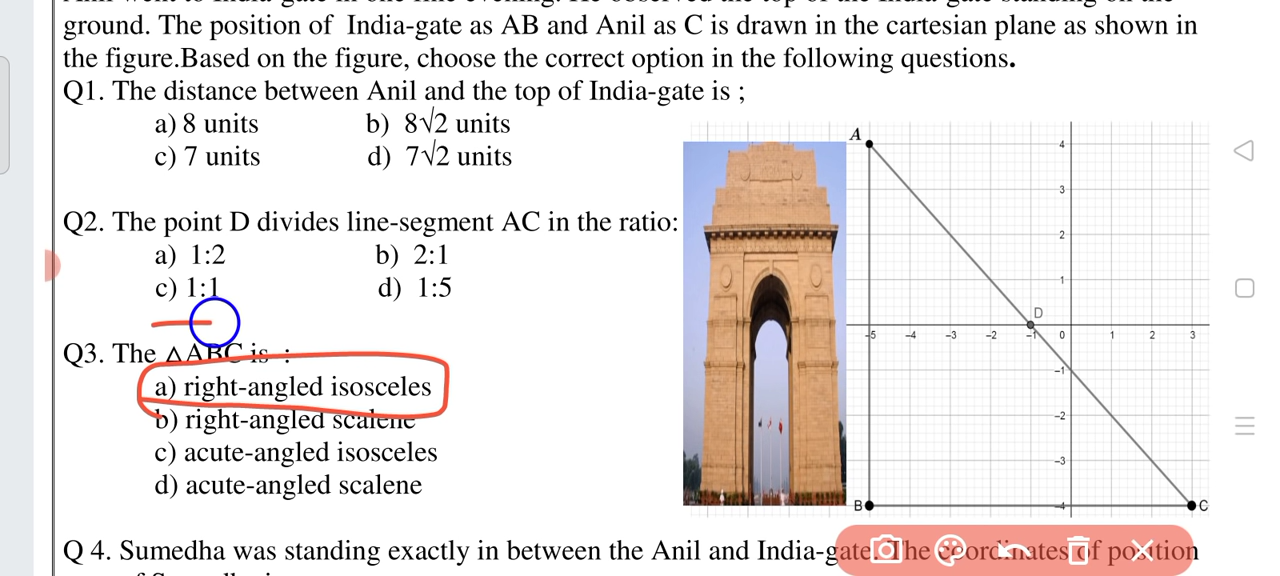 ground. The position of India-gate as AB and Anil as C is drawn in the cartesian plane as shown in
the figure.Based on the figure, choose the correct option in the following questions.
Q1. The distance between Anil and the top of India-gate is ;
a) 8 units b) 8√2 units
c) 7 units d) 7√2 units
Q2. The point D divides line-segment AC in the ratio:
a) 1:2 b) 2:1
c) 1:1 d) 1:5
Q3. The △ABC is :
a) right-angled isosceles
b) right-angled scalene
c) acute-angled isosceles
d) acute-angled scalene
A
4
3
2
1
D
-5 -4 -3 -2 -1 0 1 2 3
-1
-2
-3
B -4 C
Q 4. Sumedha was standing exactly in between the Anil and India-gate. The coordinates of position